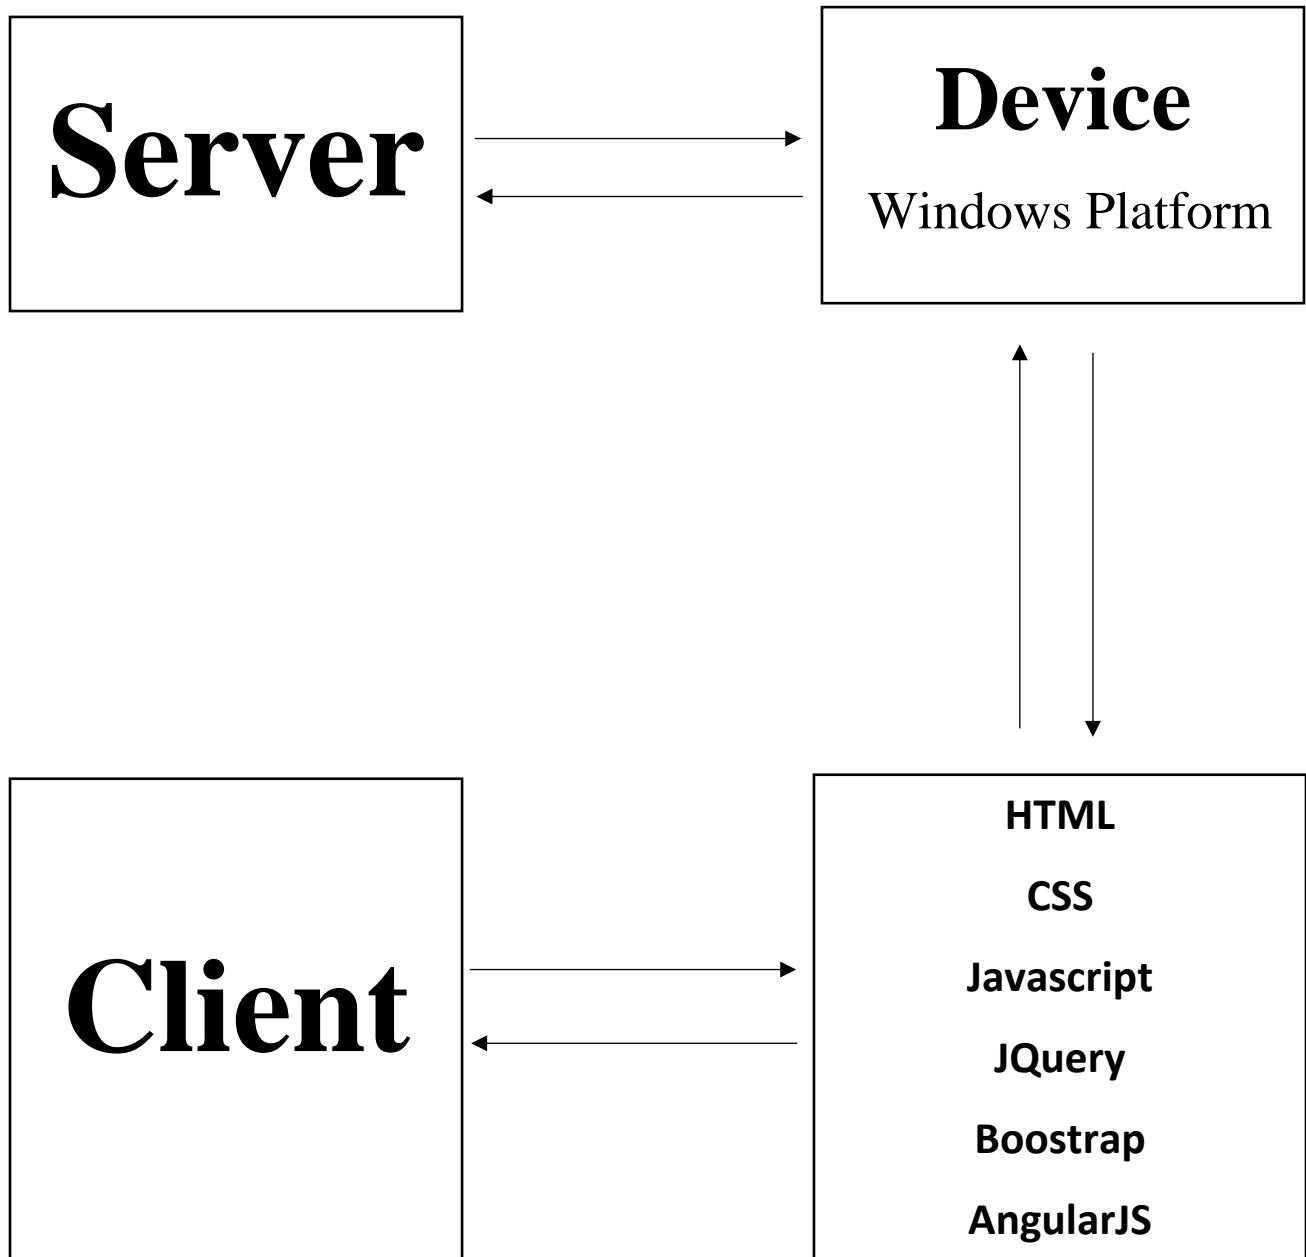 Server
Device
Windows Platform
Client
HTML
CSS
Javascript
JQuery
Boostrap
AngularJS